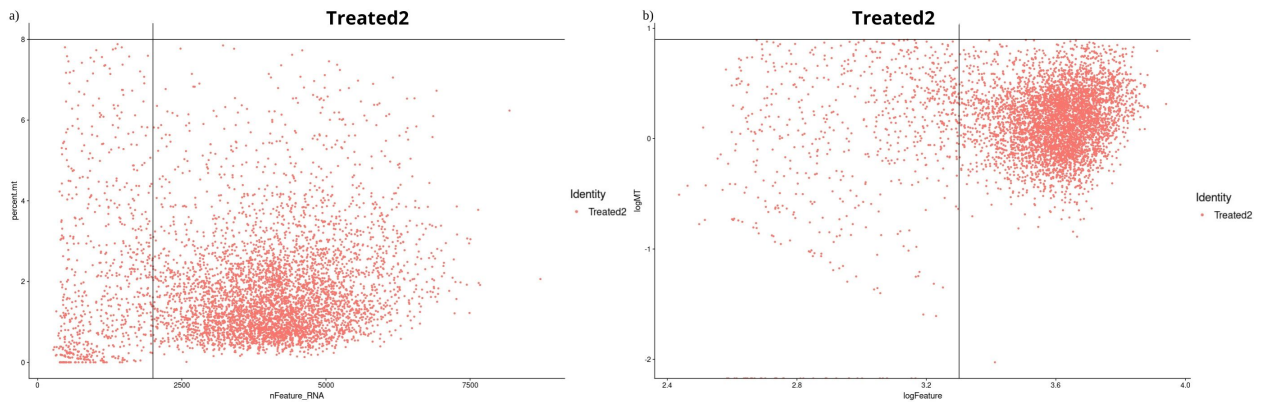 a)
Treated2
8
6
4
2
0
percent.mt
0
2500
5000
7500
nFeature_RNA
Identity
Treated2
b)
Treated2
1
0
-1
-2
logMT
2.4
2.8
3.2
3.6
4.0
logFeature
Identity
Treated2